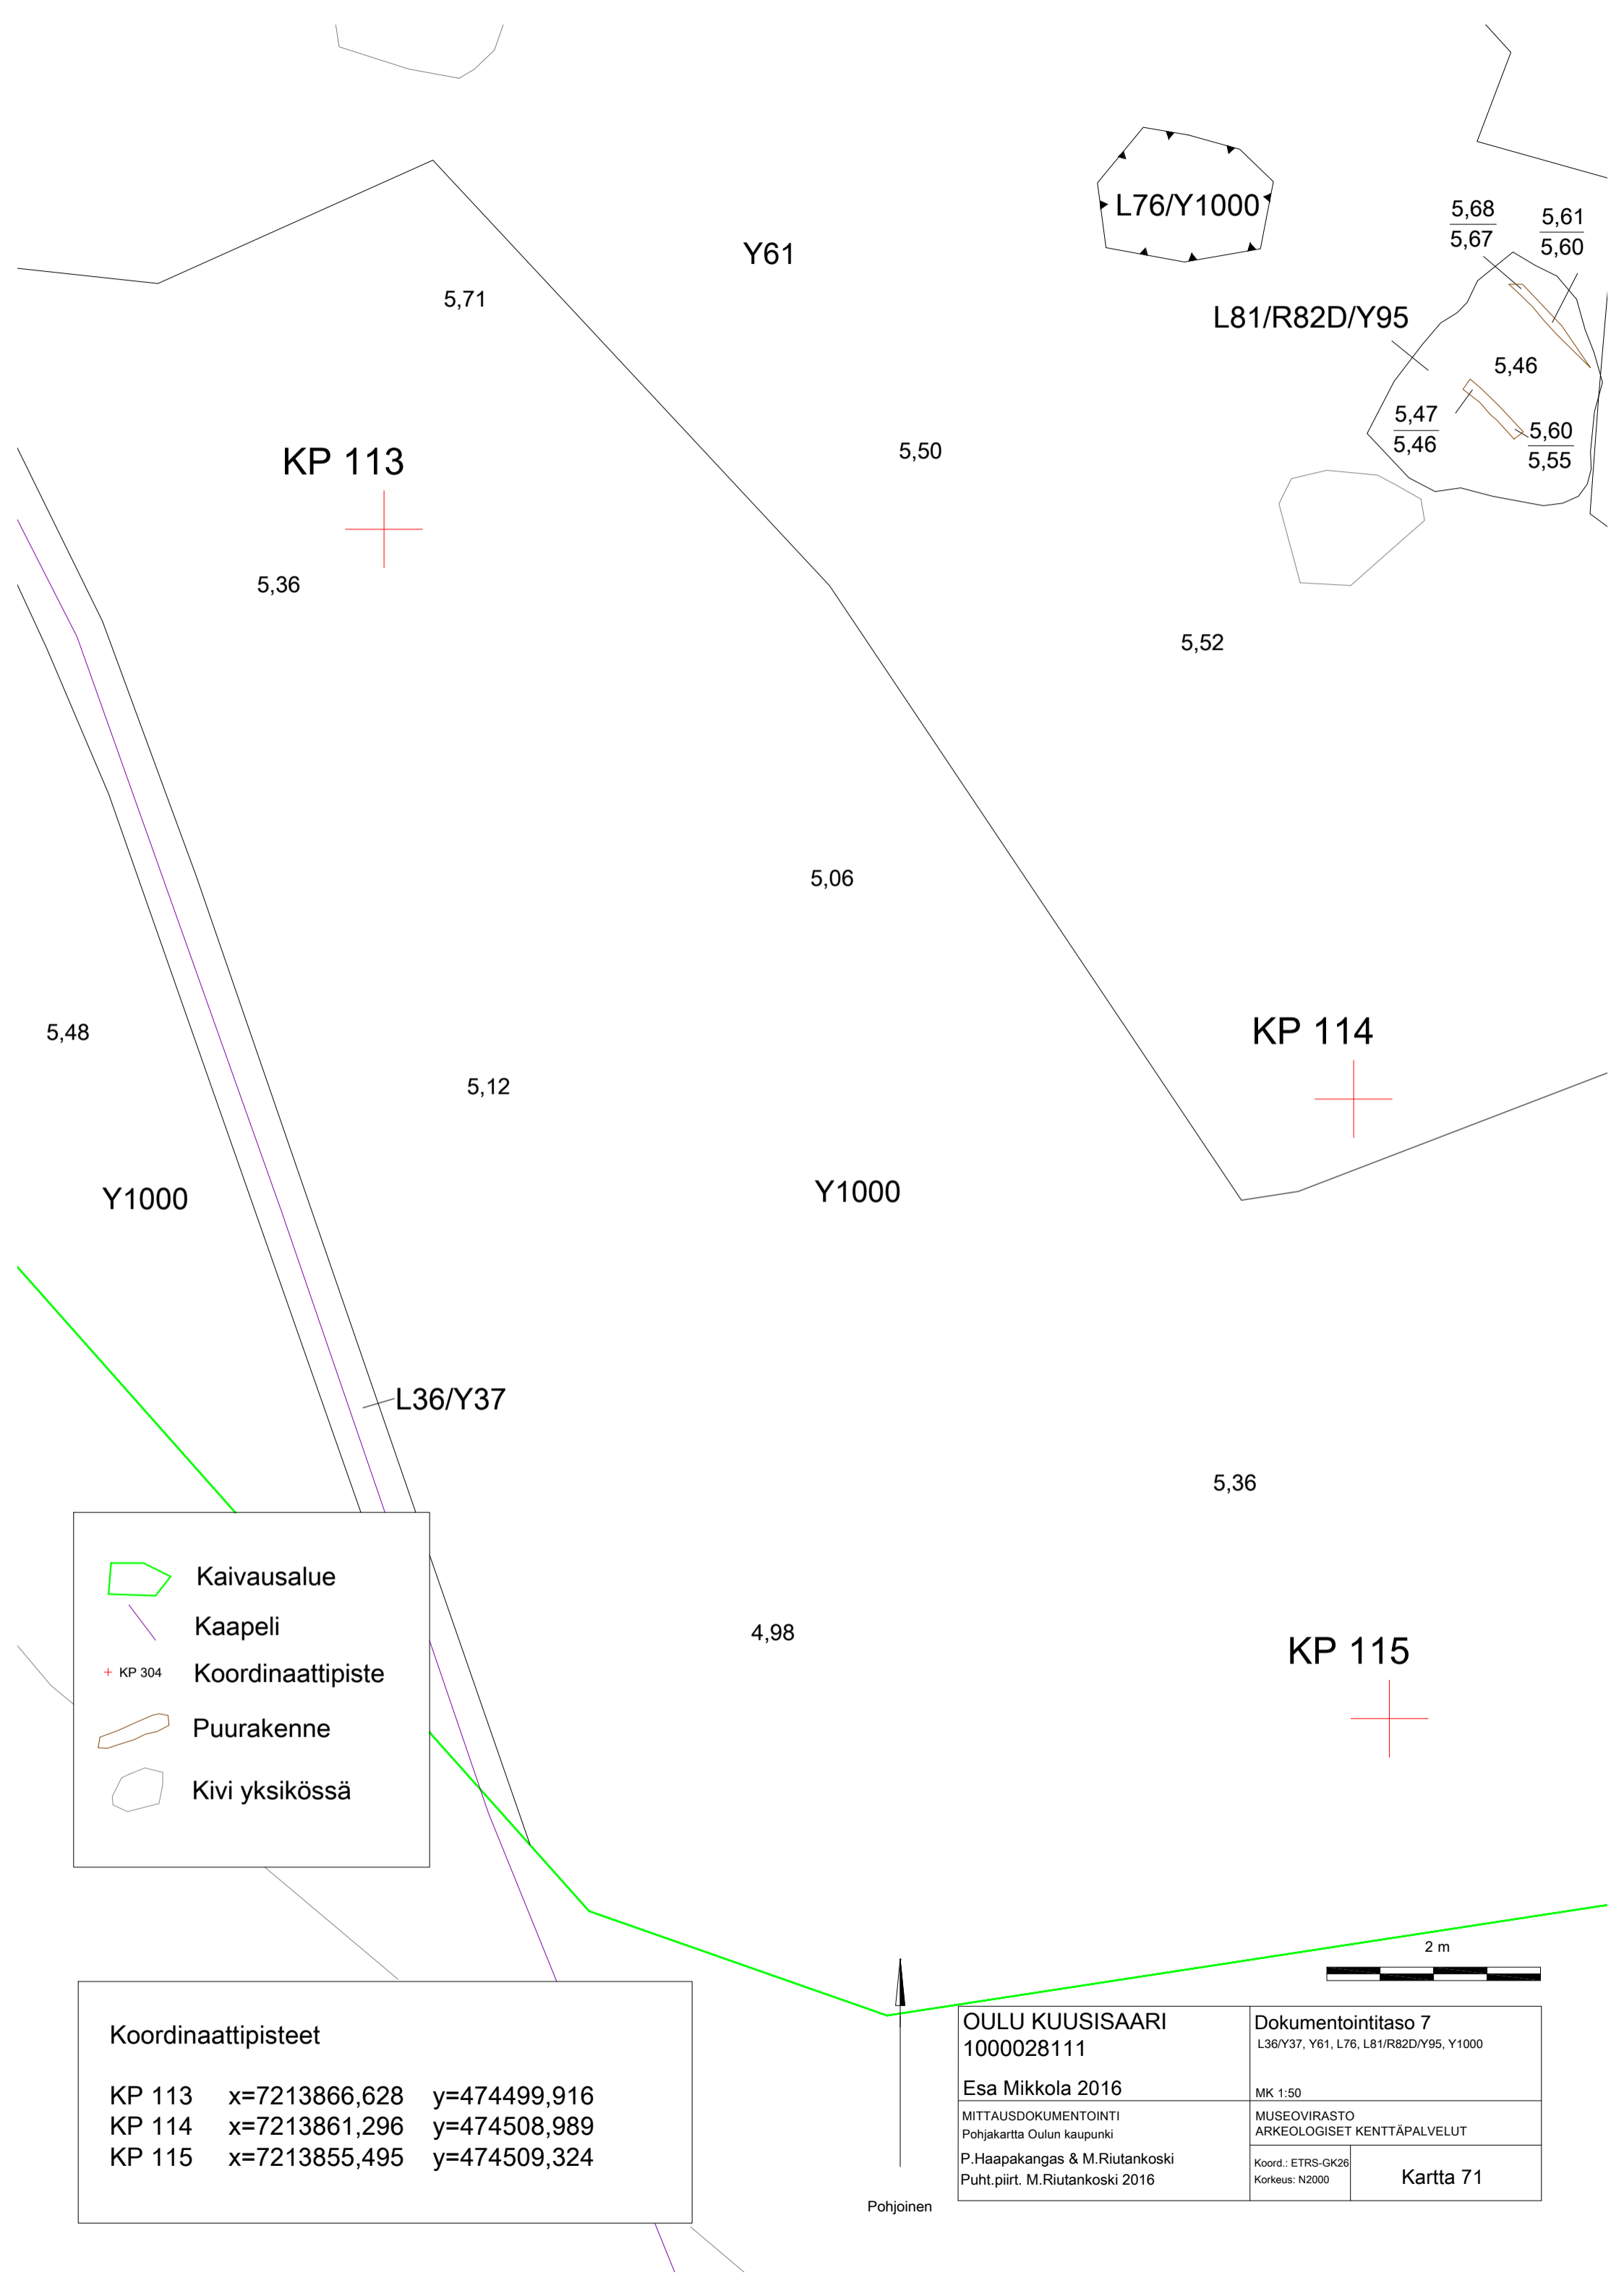 L76/Y1000
5,68
5,67
5,61
5,60
Y61
5,71
L81/R82D/Y95
5,46
5,47
5,46
5,60
5,55
KP 113
5,50
5,36
5,52
5,06
5,48
KP 114
5,12
Y1000
Y1000
L36/Y37
5,36
4,98
KP 115
Kaivausalue
Kaapeli
KP 304 Koordinaattipiste
Puurakenne
Kivi yksikössä
Koordinaattipisteet
KP 113 x=7213866,628 y=474499,916
KP 114 x=7213861,296 y=474508,989
KP 115 x=7213855,495 y=474509,324
Pohjoinen
2 m
OULU KUUSISAARI
1000028111
Esa Mikkola 2016
Dokumentointitaso 7
L36/Y37, Y61, L76, L81/R82D/Y95, Y1000
MK 1:50
MITTAUSDOKUMENTOINTI
Pohjakartta Oulun kaupunki
P.Haapakangas & M.Riutankoski
Puht.piirt. M.Riutankoski 2016
MUSEOVIRASTO
ARKEOLOGISET KENTTÄPALVELUT
Koord.: ETRS-GK26
Korkeus: N2000
Kartta 71